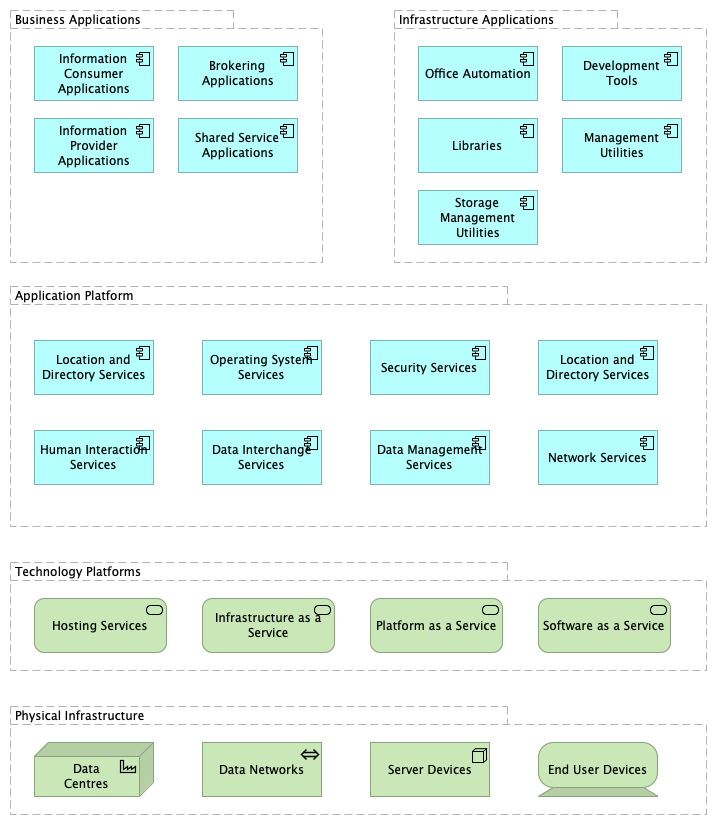 Business Applications
Information
Consumer
Applications
Brokering
Applications
Information
Provider
Applications
Shared Service
Applications
Infrastructure Applications
Office Automation
Development
Tools
Libraries
Management
Utilities
Storage
Management
Utilities
Application Platform
Location and
Directory Services
Operating System
Services
Security Services
Location and
Directory Services
Human Interaction
Services
Data Interchange
Services
Data Management
Services
Network Services
Technology Platforms
Hosting Services
Infrastructure as a
Service
Platform as a Service
Software as a Service
Physical Infrastructure
Data
Centres
Data Networks
Server Devices
End User Devices